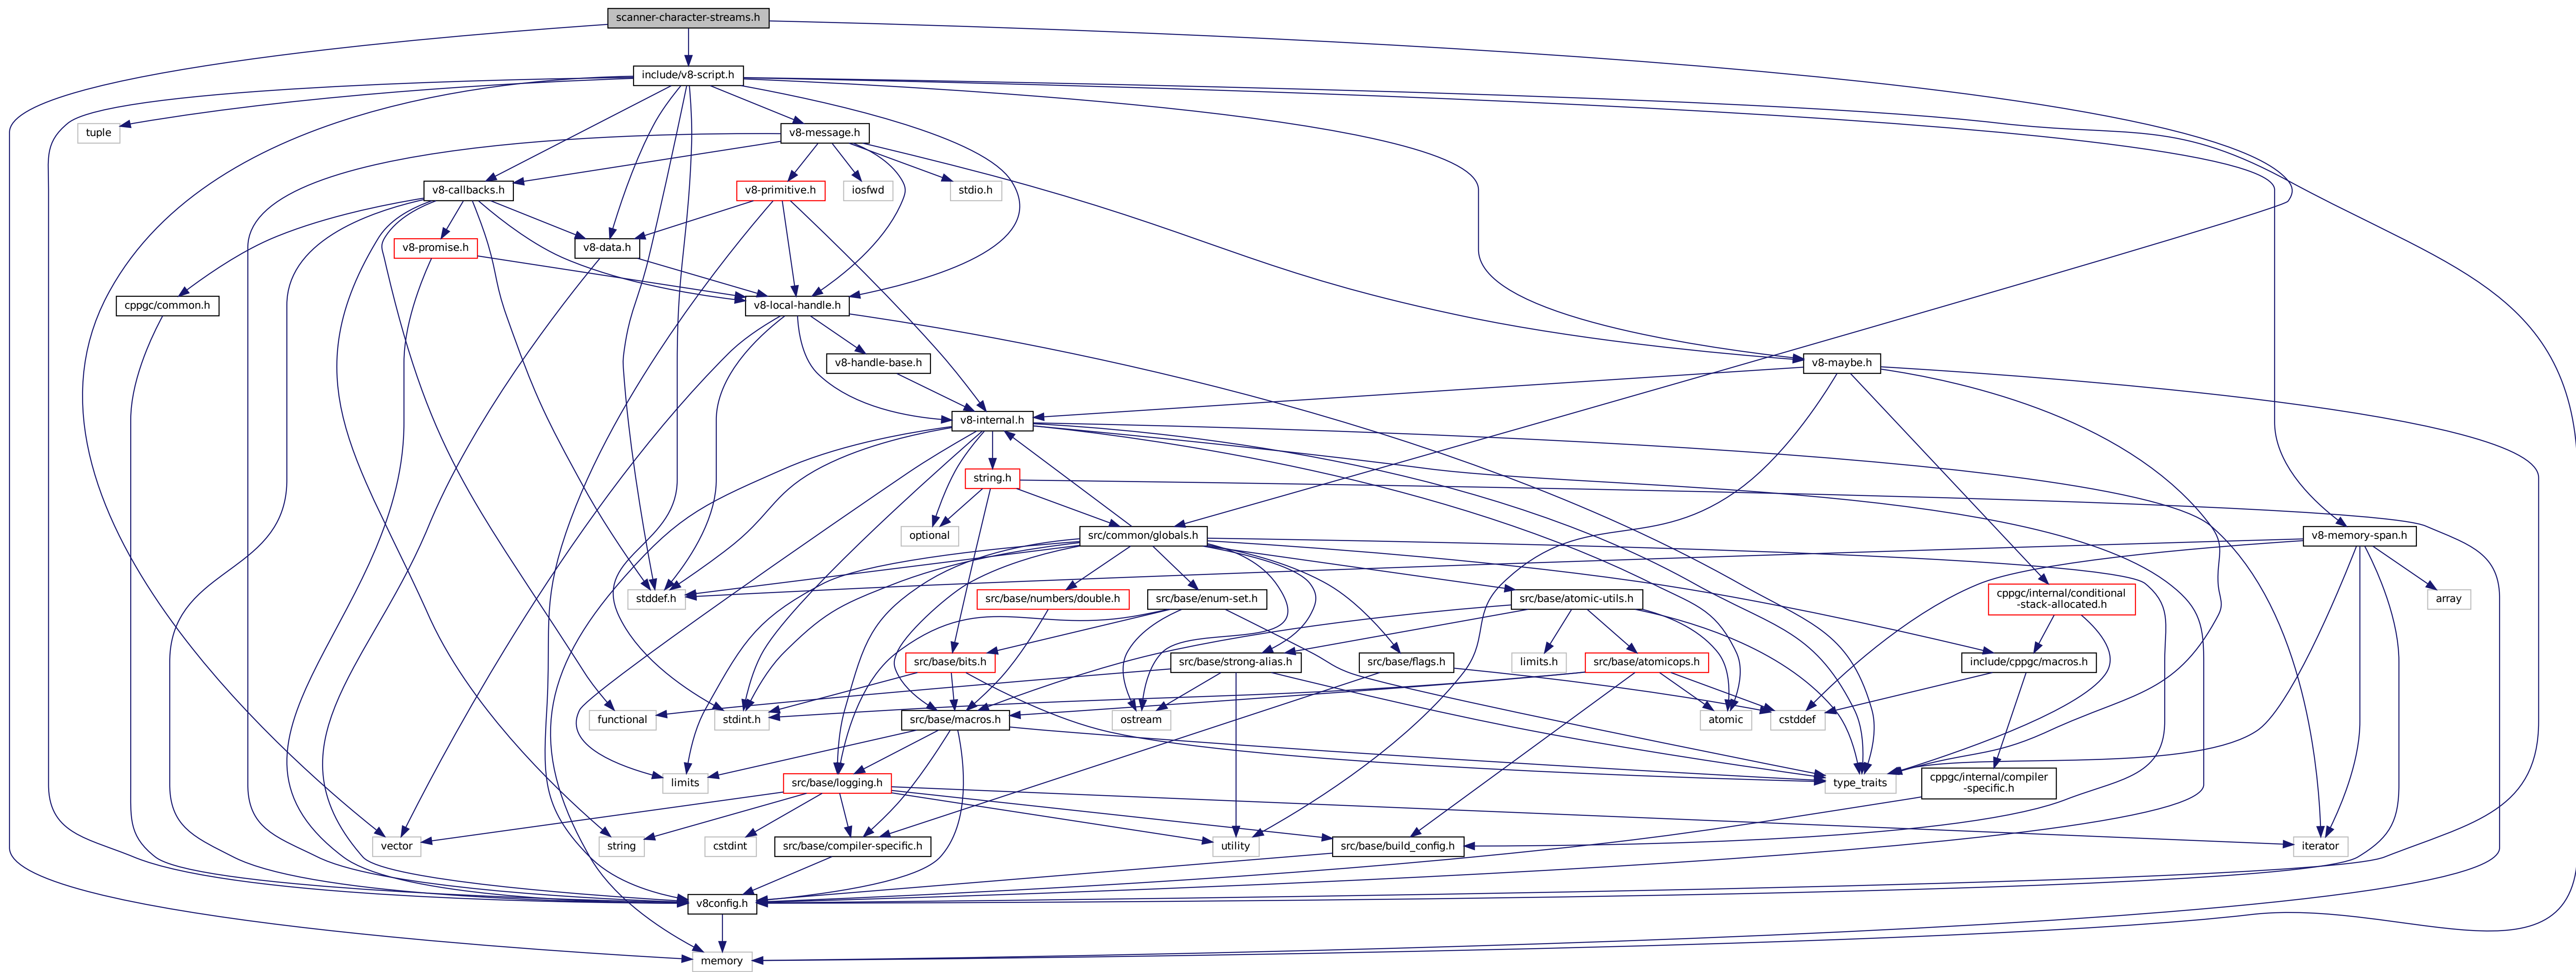 scanner-character-streams.h
include/v8-script.h
tuple
v8-message.h
v8-callbacks.h
v8-primitive.h
iosfwd
stdio.h
v8-promise.h
v8-data.h
cppgc/common.h
v8-local-handle.h
v8-handle-base.h
v8-maybe.h
v8-internal.h
string.h
optional
src/common/globals.h
v8-memory-span.h
stddef.h
src/base/numbers/double.h
src/base/enum-set.h
src/base/atomic-utils.h
cppgc/internal/conditional
-stack-allocated.h
array
src/base/bits.h
src/base/strong-alias.h
src/base/flags.h
limits.h
src/base/atomicops.h
include/cppgc/macros.h
functional
stdint.h
src/base/macros.h
ostream
atomic
cstddef
limits
src/base/logging.h
type_traits
cppgc/internal/compiler
-specific.h
vector
string
cstdint
src/base/compiler-specific.h
utility
src/base/build_config.h
iterator
v8config.h
memory